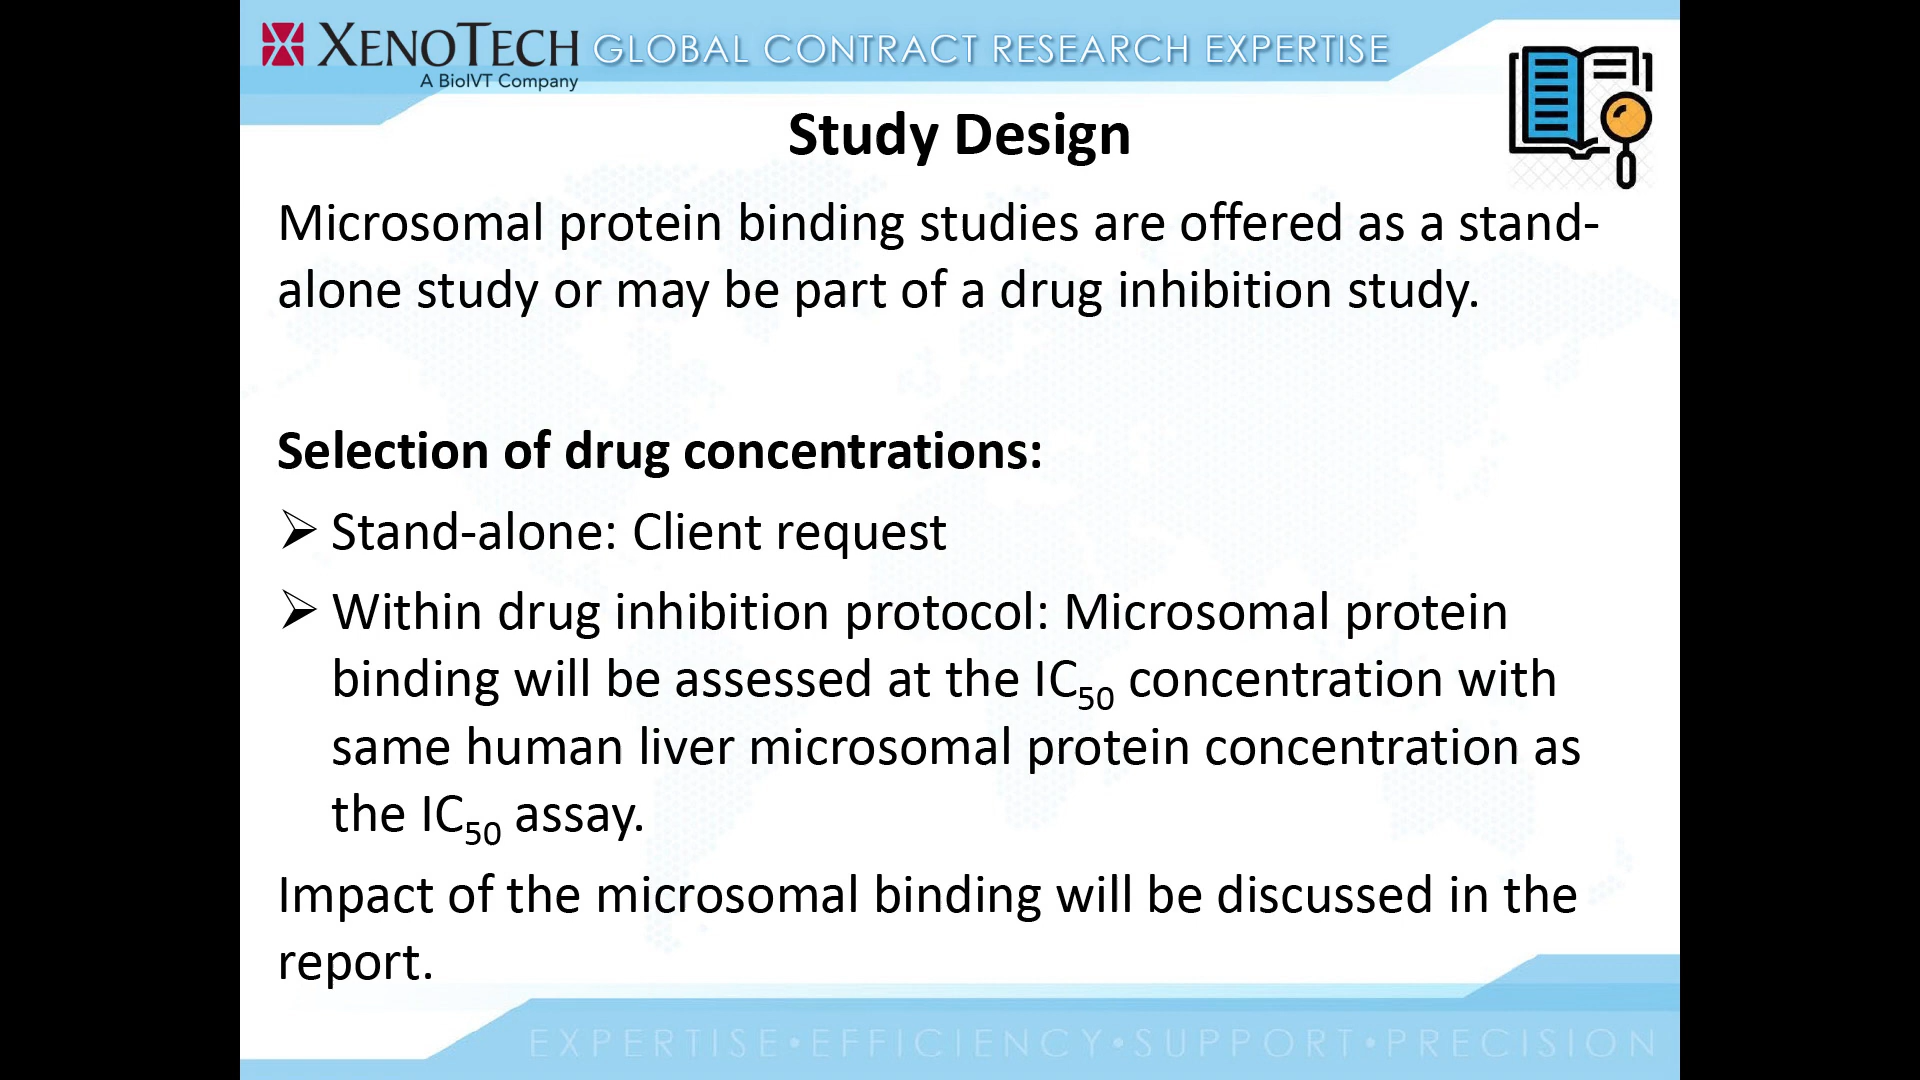 XENOTECH GLOBAL CONTRACT RESEARCH EXPERTISE
A BioIVT Company
Study Design
Microsomal protein binding studies are offered as a stand-
alone study or may be part of a drug inhibition study.
Selection of drug concentrations:
➢ Stand-alone: Client request
➢ Within drug inhibition protocol: Microsomal protein
binding will be assessed at the IC₅₀ concentration with
same human liver microsomal protein concentration as
the IC₅₀ assay.
Impact of the microsomal binding will be discussed in the
report.
EXPERTISE•EFFICIENCY•SUPPORT•PRECISION